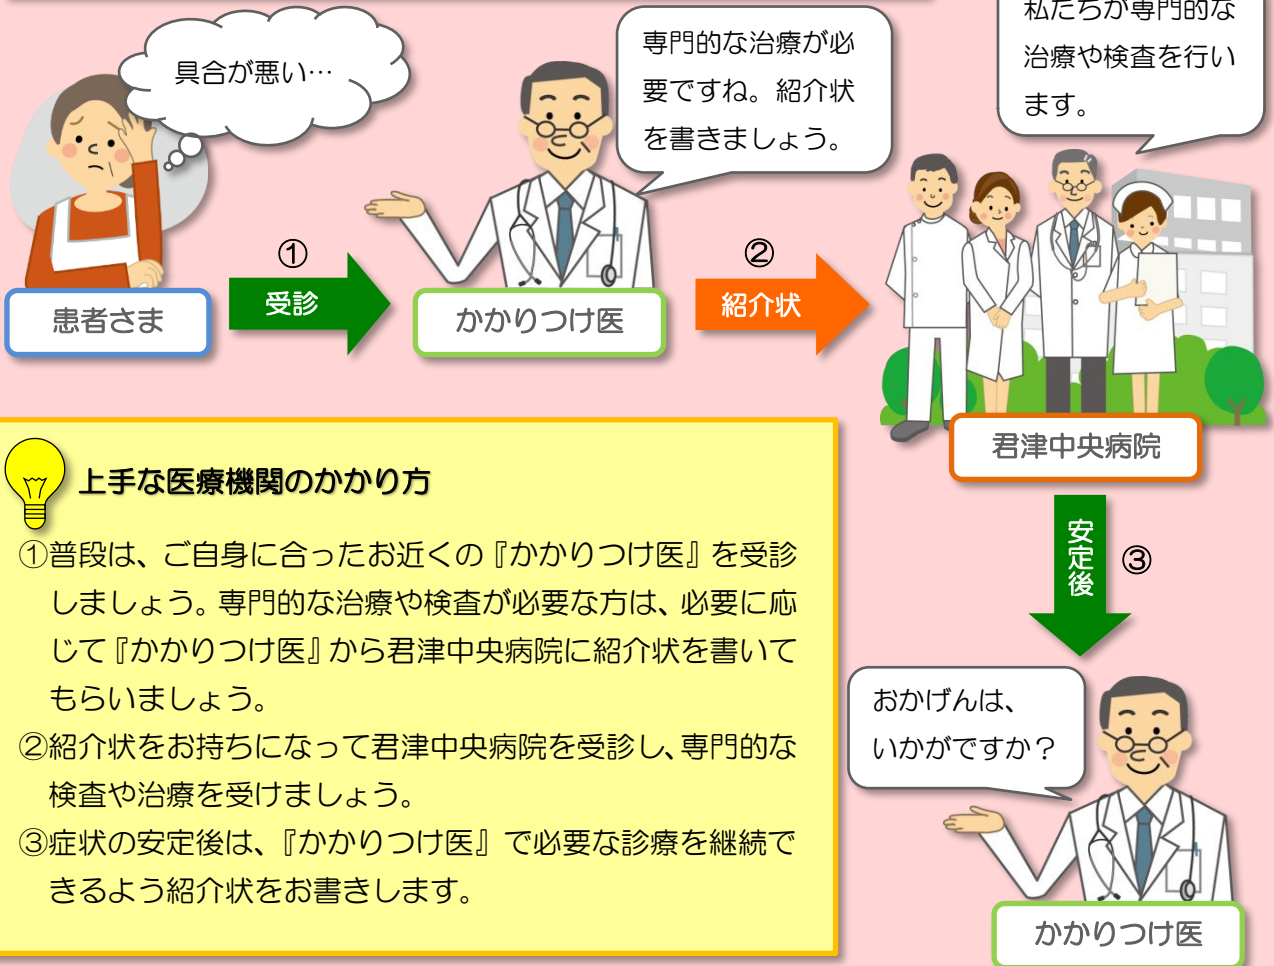 具合が悪い…
専門的な治療が必
要ですね。紹介状
を書きましょう。
私たちが専門的な
治療や検査を行い
ます。
①
受診
②
紹介状
患者さま
かかりつけ医
君津中央病院
安定後
③
上手な医療機関のかかり方
①普段は、ご自身に合ったお近くの『かかりつけ医』を受診
しましょう。専門的な治療や検査が必要な方は、必要に応
じて『かかりつけ医』から君津中央病院に紹介状を書いて
もらいましょう。
②紹介状をお持ちになって君津中央病院を受診し、専門的な
検査や治療を受けましょう。
③症状の安定後は、『かかりつけ医』で必要な診療を継続で
きるよう紹介状をお書きします。
おかげんは、
いかがですか？
かかりつけ医